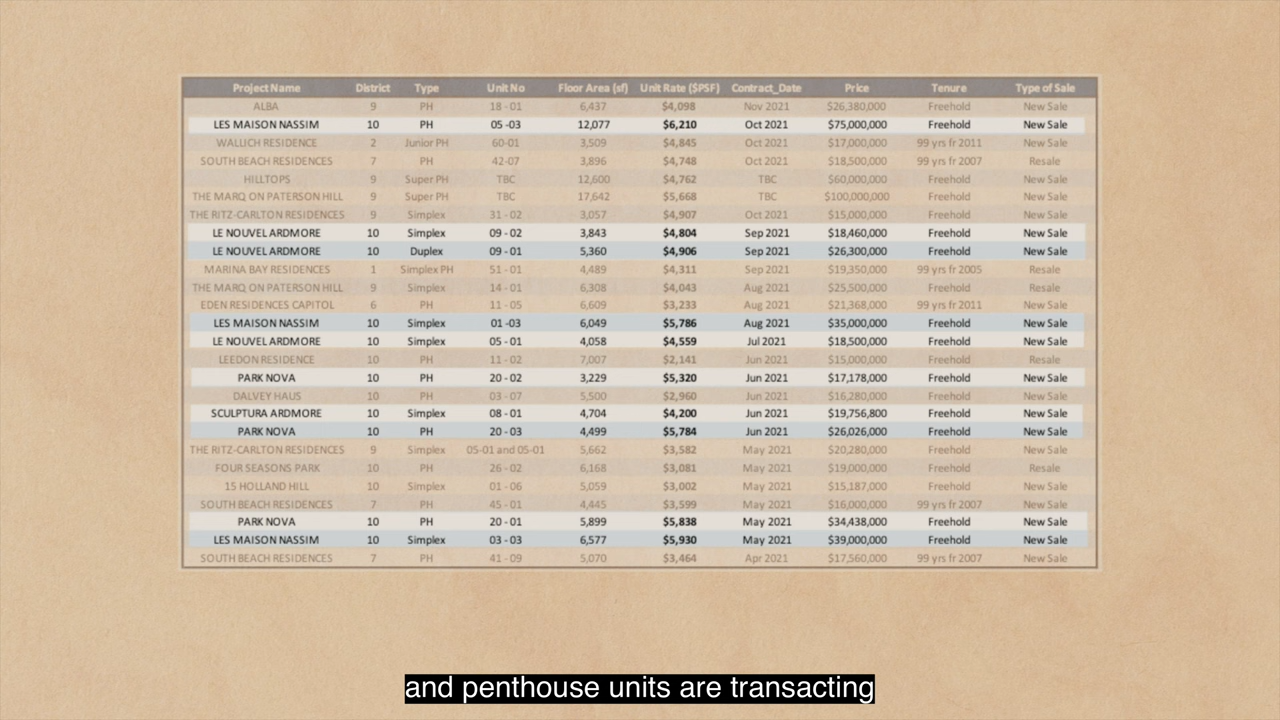 Project Name District Type Unit No Floor Area (sf) Unit Rate ($PSF) Contract_Date Price Tenure Type of Sale
ALBA 9 PH 18 - 01 6,437 $4,098 Nov 2021 $26,380,000 Freehold New Sale
LES MAISON NASSIM 10 PH 05 -03 12,077 $6,210 Oct 2021 $75,000,000 Freehold New Sale
WALLICH RESIDENCE 2 Junior PH 60-01 3,509 $4,845 Oct 2021 $17,000,000 99 yrs fr 2011 New Sale
SOUTH BEACH RESIDENCES 7 PH 42-07 3,896 $4,748 Oct 2021 $18,500,000 99 yrs fr 2007 Resale
HILLTOPS 9 Super PH TBC 12,600 $4,762 TBC $60,000,000 Freehold New Sale
THE MARQ ON PATERSON HILL 9 Super PH TBC 17,642 $5,668 TBC $100,000,000 Freehold New Sale
THE RITZ-CARLTON RESIDENCES 9 Simplex 31 - 02 3,057 $4,907 Oct 2021 $15,000,000 Freehold New Sale
LE NOUVEL ARDMORE 10 Simplex 09 - 02 3,843 $4,804 Sep 2021 $18,460,000 Freehold New Sale
LE NOUVEL ARDMORE 10 Duplex 09 - 01 5,360 $4,906 Sep 2021 $26,300,000 Freehold New Sale
MARINA BAY RESIDENCES 1 Simplex PH 51 - 01 4,489 $4,311 Sep 2021 $19,350,000 99 yrs fr 2005 Resale
THE MARQ ON PATERSON HILL 9 Simplex 14 - 01 6,308 $4,043 Aug 2021 $25,500,000 Freehold Resale
EDEN RESIDENCES CAPITOL 6 PH 11 - 05 6,609 $3,233 Aug 2021 $21,368,000 99 yrs fr 2011 New Sale
LES MAISON NASSIM 10 Simplex 01 -03 6,049 $5,786 Aug 2021 $35,000,000 Freehold New Sale
LE NOUVEL ARDMORE 10 Simplex 05 - 01 4,058 $4,559 Jul 2021 $18,500,000 Freehold New Sale
LEEDON RESIDENCE 10 PH 11 - 02 7,007 $2,141 Jun 2021 $15,000,000 Freehold Resale
PARK NOVA 10 PH 20 - 02 3,229 $5,320 Jun 2021 $17,178,000 Freehold New Sale
DALVEY HAUS 10 PH 03 - 07 5,500 $2,960 Jun 2021 $16,280,000 Freehold New Sale
SCULPTURA ARDMORE 10 Simplex 08 - 01 4,704 $4,200 Jun 2021 $19,756,800 Freehold New Sale
PARK NOVA 10 PH 20 - 03 4,499 $5,784 Jun 2021 $26,026,000 Freehold New Sale
THE RITZ-CARLTON RESIDENCES 9 Simplex 05-01 and 05-01 5,662 $3,582 May 2021 $20,280,000 Freehold New Sale
FOUR SEASONS PARK 10 PH 26 - 02 6,168 $3,081 May 2021 $19,000,000 Freehold Resale
15 HOLLAND HILL 10 Simplex 01 - 06 5,059 $3,002 May 2021 $15,187,000 Freehold New Sale
SOUTH BEACH RESIDENCES 7 PH 45 - 01 4,445 $3,599 May 2021 $16,000,000 99 yrs fr 2007 New Sale
PARK NOVA 10 PH 20 - 01 5,899 $5,838 May 2021 $34,438,000 Freehold New Sale
LES MAISON NASSIM 10 Simplex 03 - 03 6,577 $5,930 May 2021 $39,000,000 Freehold New Sale
SOUTH BEACH RESIDENCES 7 PH 41 - 09 5,070 $3,464 Apr 2021 $17,560,000 99 yrs fr 2007 New Sale
and penthouse units are transacting